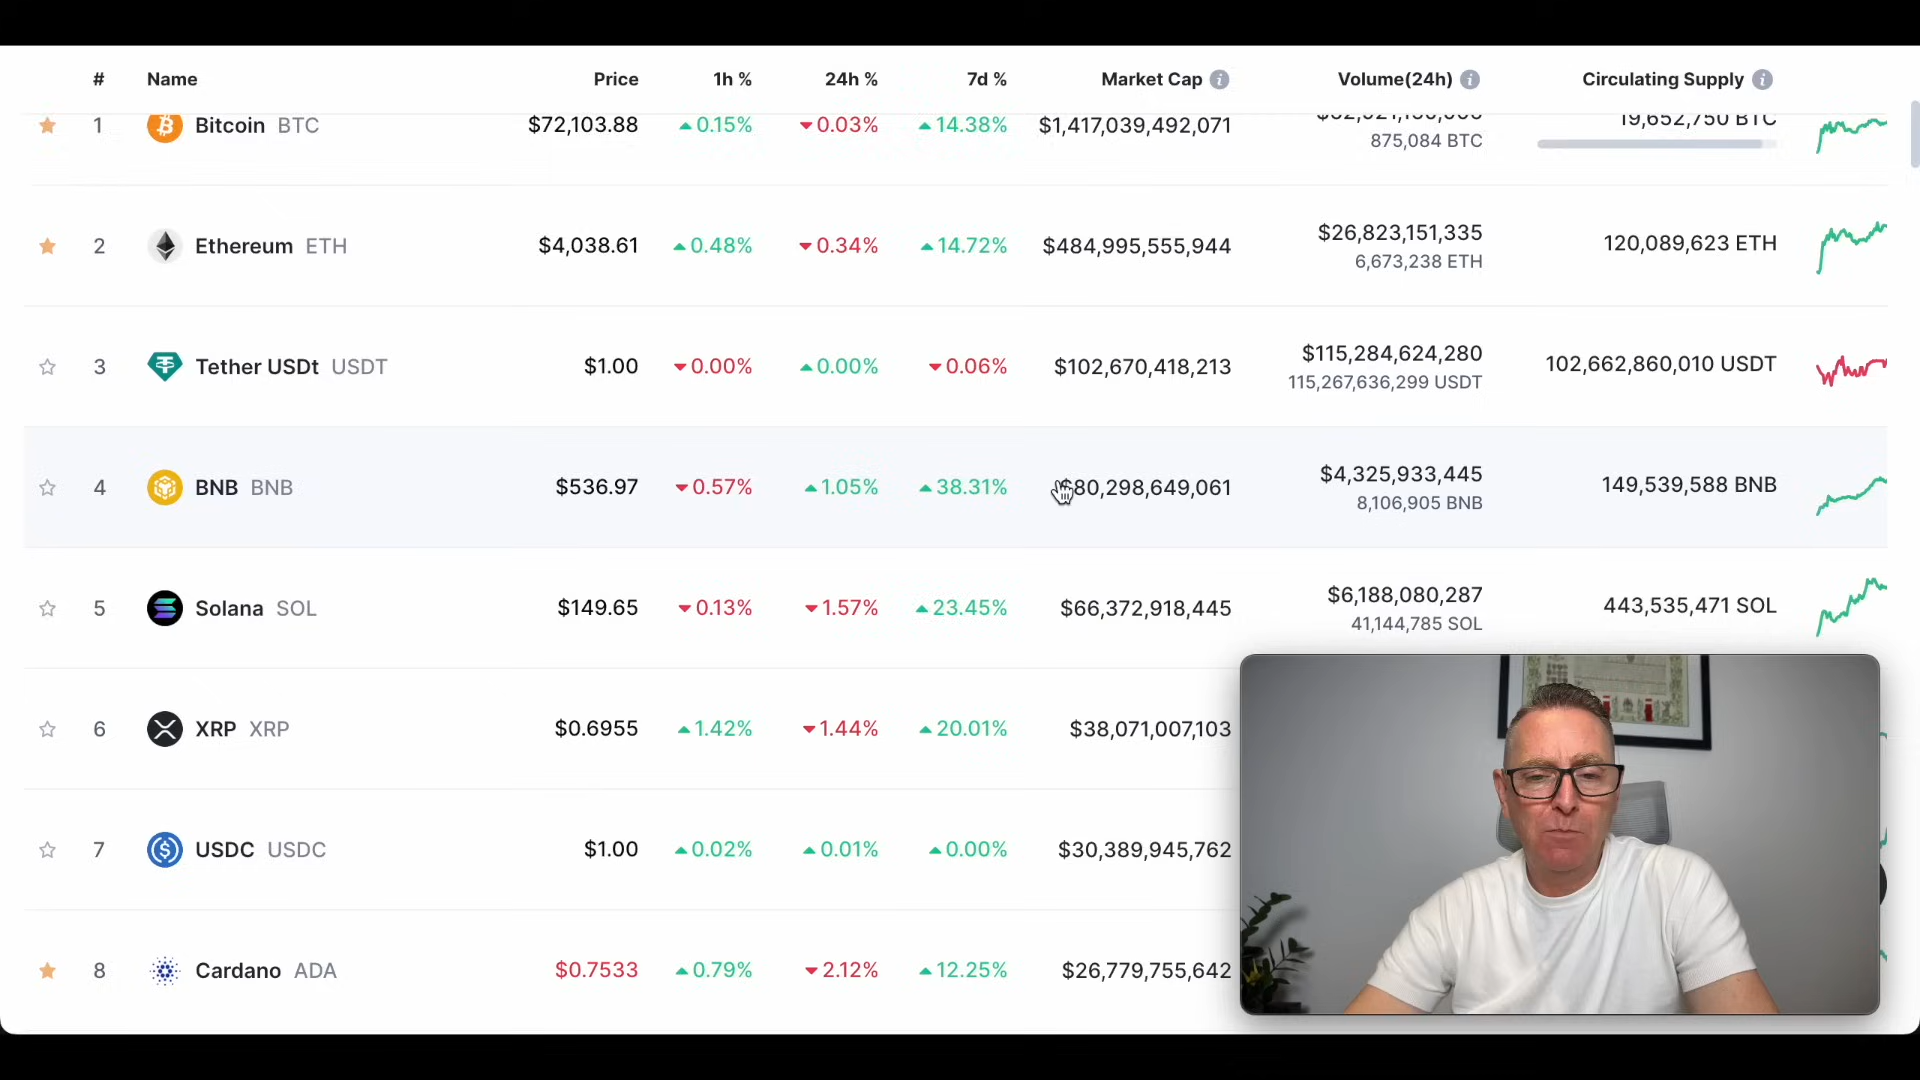 # Name Price 1h % 24h % 7d % Market Cap Volume(24h) Circulating Supply
1 Bitcoin BTC $72,103.88 0.15% 0.03% 14.38% $1,417,039,492,071 19,652,750 BTC
875,084 BTC
2 Ethereum ETH $4,038.61 0.48% 0.34% 14.72% $484,995,555,944 $26,823,151,335 120,089,623 ETH
6,673,238 ETH
3 Tether USDt USDT $1.00 0.00% 0.00% 0.06% $102,670,418,213 $115,284,624,280 102,662,860,010 USDT
115,267,636,299 USDT
4 BNB BNB $536.97 0.57% 1.05% 38.31% $80,298,649,061 $4,325,933,445 149,539,588 BNB
8,106,905 BNB
5 Solana SOL $149.65 0.13% 1.57% 23.45% $66,372,918,445 $6,188,080,287 443,535,471 SOL
41,144,785 SOL
6 XRP XRP $0.6955 1.42% 1.44% 20.01% $38,071,007,103
7 USDC USDC $1.00 0.02% 0.01% 0.00% $30,389,945,762
8 Cardano ADA $0.7533 0.79% 2.12% 12.25% $26,779,755,642